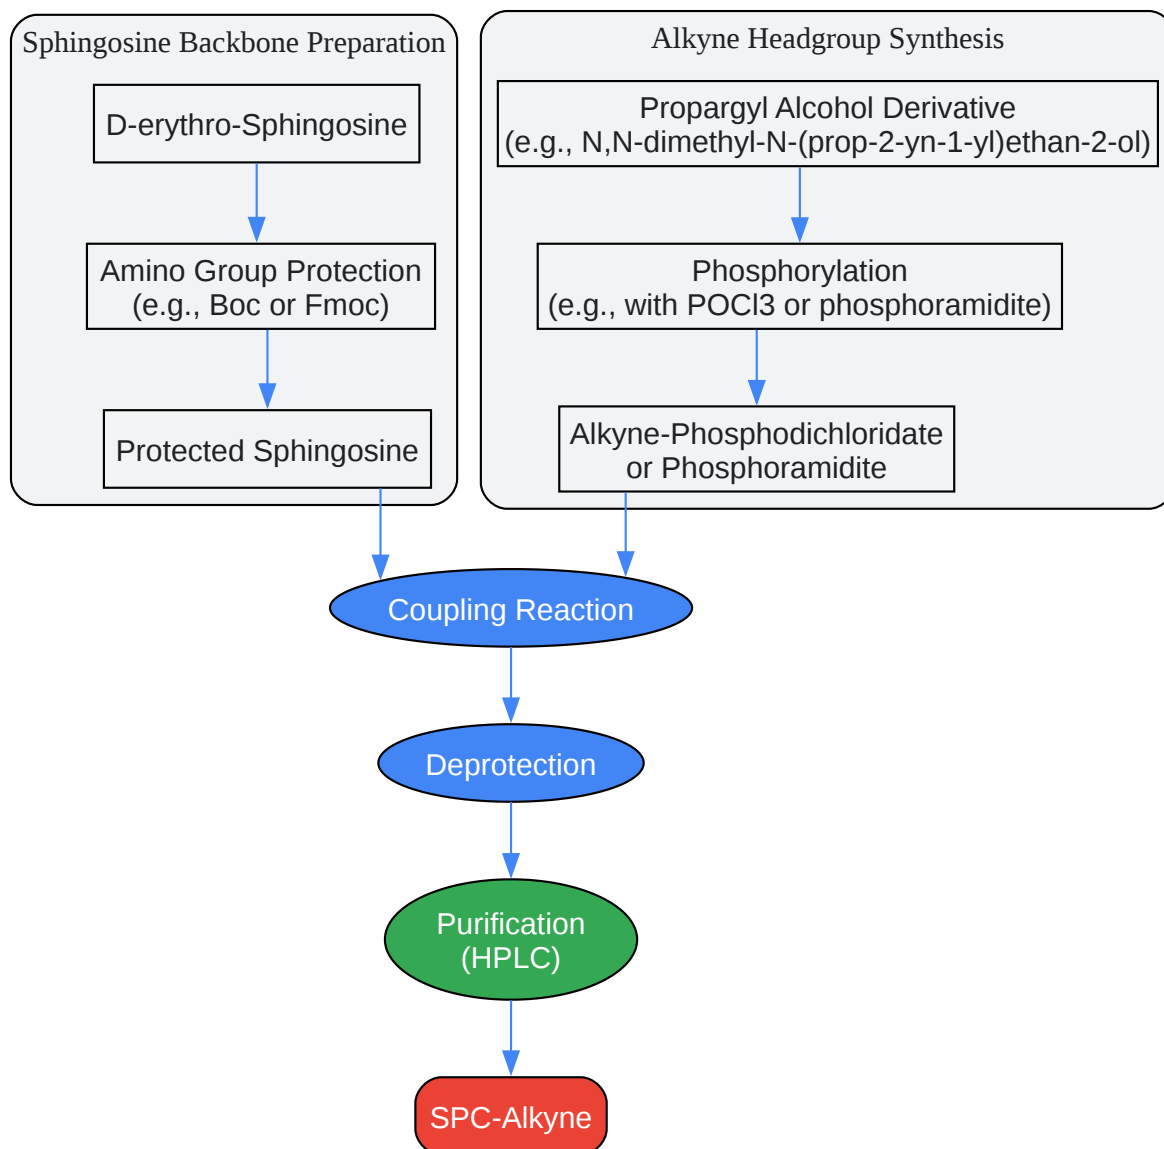 Sphingosine Backbone Preparation
D-erythro-Sphingosine
Amino Group Protection
(e.g., Boc or Fmoc)
Protected Sphingosine
Alkyne Headgroup Synthesis
Propargyl Alcohol Derivative
(e.g., N,N-dimethyl-N-(prop-2-yn-1-yl)ethan-2-ol)
Phosphorylation
(e.g., with POCl3 or phosphoramidite)
Alkyne-Phosphodichloridate
or Phosphoramidite
Coupling Reaction
Deprotection
Purification
(HPLC)
SPC-Alkyne